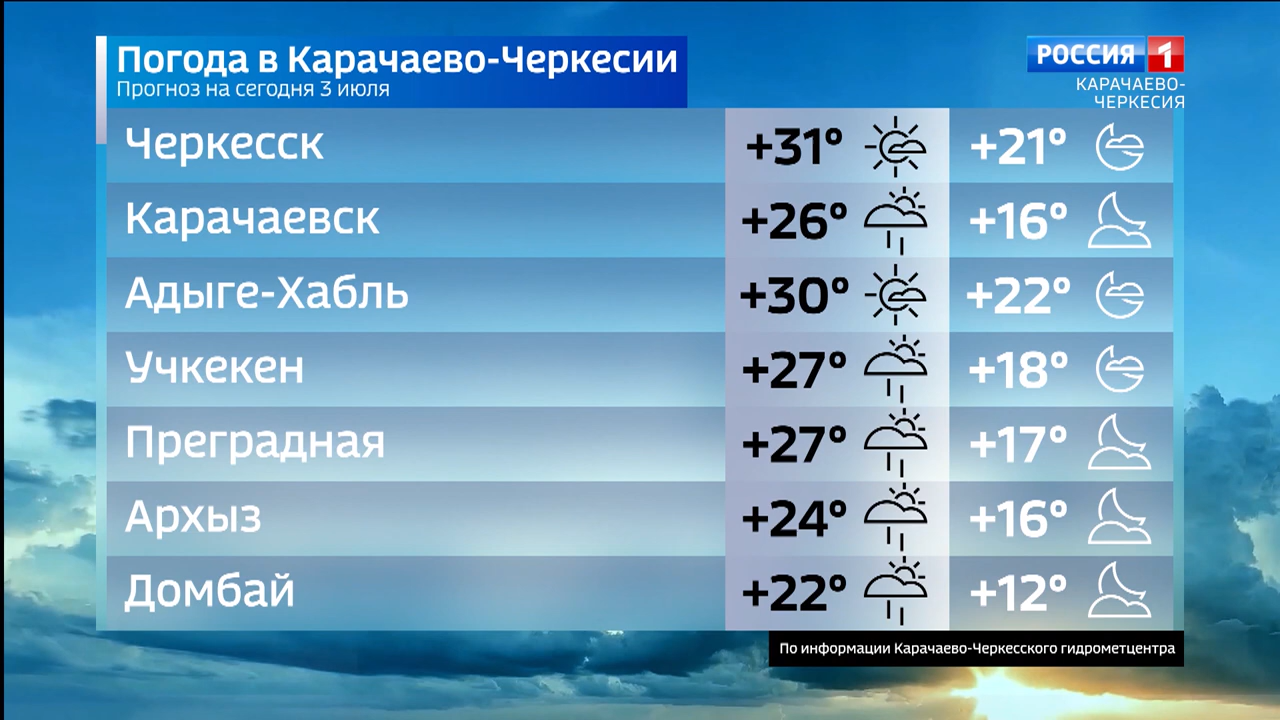 Погода в Карачаево-Черкесии
Прогноз на сегодня 3 июля
РОССИЯ 1
КАРАЧАЕВО-
ЧЕРКЕСИЯ
Черкесск +31° +21°
Карачаевск +26° +16°
Адыге-Хабль +30° +22°
Учкекен +27° +18°
Преградная +27° +17°
Архыз +24° +16°
Домбай +22° +12°
По информации Карачаево-Черкесского гидрометцентра